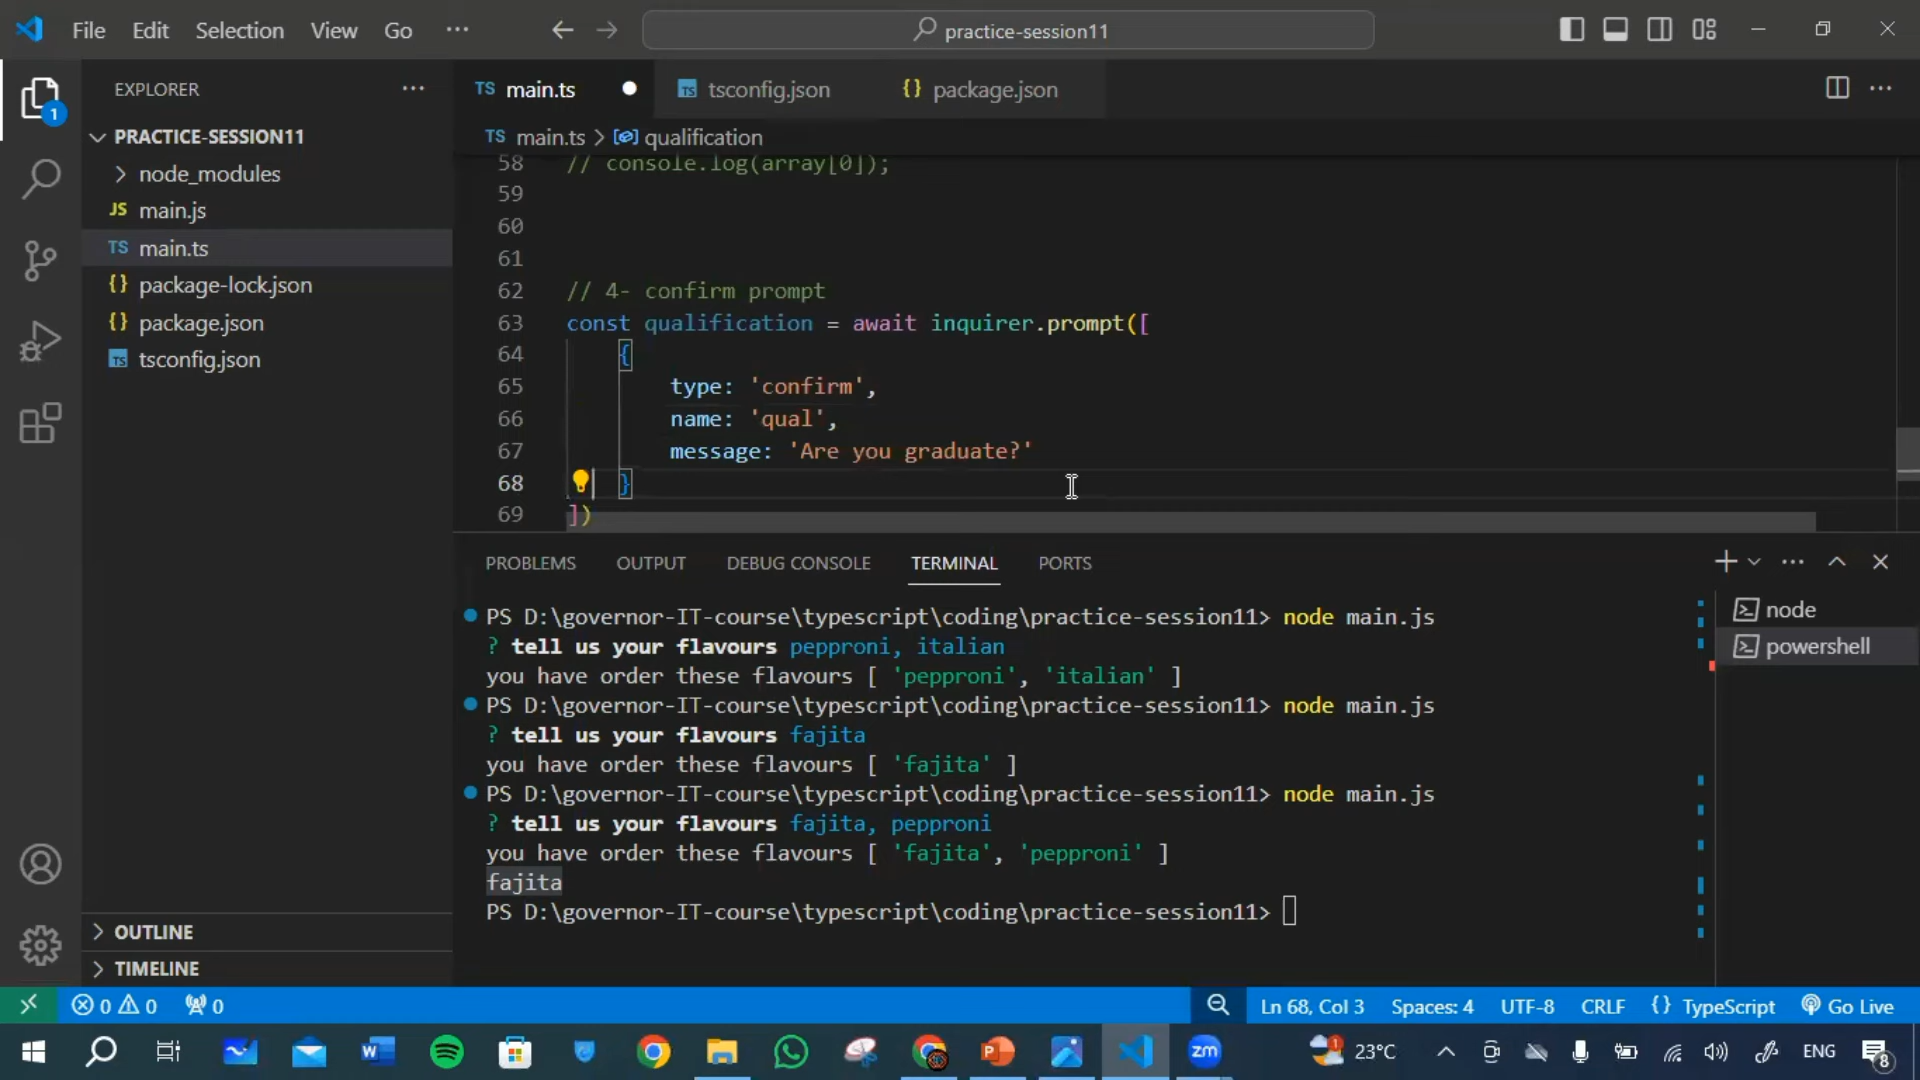 File Edit Selection View Go ··· practice-session11
EXPLORER ···
PRACTICE-SESSION11
node_modules
JS main.js
TS main.ts
{} package-lock.json
{} package.json
TS tsconfig.json
OUTLINE
TIMELINE
1
TS main.ts TS tsconfig.json {} package.json ···
TS main.ts > qualification
58 // console.log(array[0]);
59
60
61
62 // 4- confirm prompt
63 const qualification = await inquirer.prompt([
64 {
65 type: 'confirm',
66 name: 'qual',
67 message: 'Are you graduate?'
68 }
69 ])
PROBLEMS OUTPUT DEBUG CONSOLE TERMINAL PORTS
PS D:\governor-IT-course\typescript\coding\practice-session11> node main.js
? tell us your flavours pepproni, italian
you have order these flavours [ 'pepproni', 'italian' ]
PS D:\governor-IT-course\typescript\coding\practice-session11> node main.js
? tell us your flavours fajita
you have order these flavours [ 'fajita' ]
PS D:\governor-IT-course\typescript\coding\practice-session11> node main.js
? tell us your flavours fajita, pepproni
you have order these flavours [ 'fajita', 'pepproni' ]
fajita
PS D:\governor-IT-course\typescript\coding\practice-session11>
node
powershell
0 0 0 Ln 68, Col 3 Spaces: 4 UTF-8 CRLF {} TypeScript Go Live
W P zm 1 23°C ENG 8